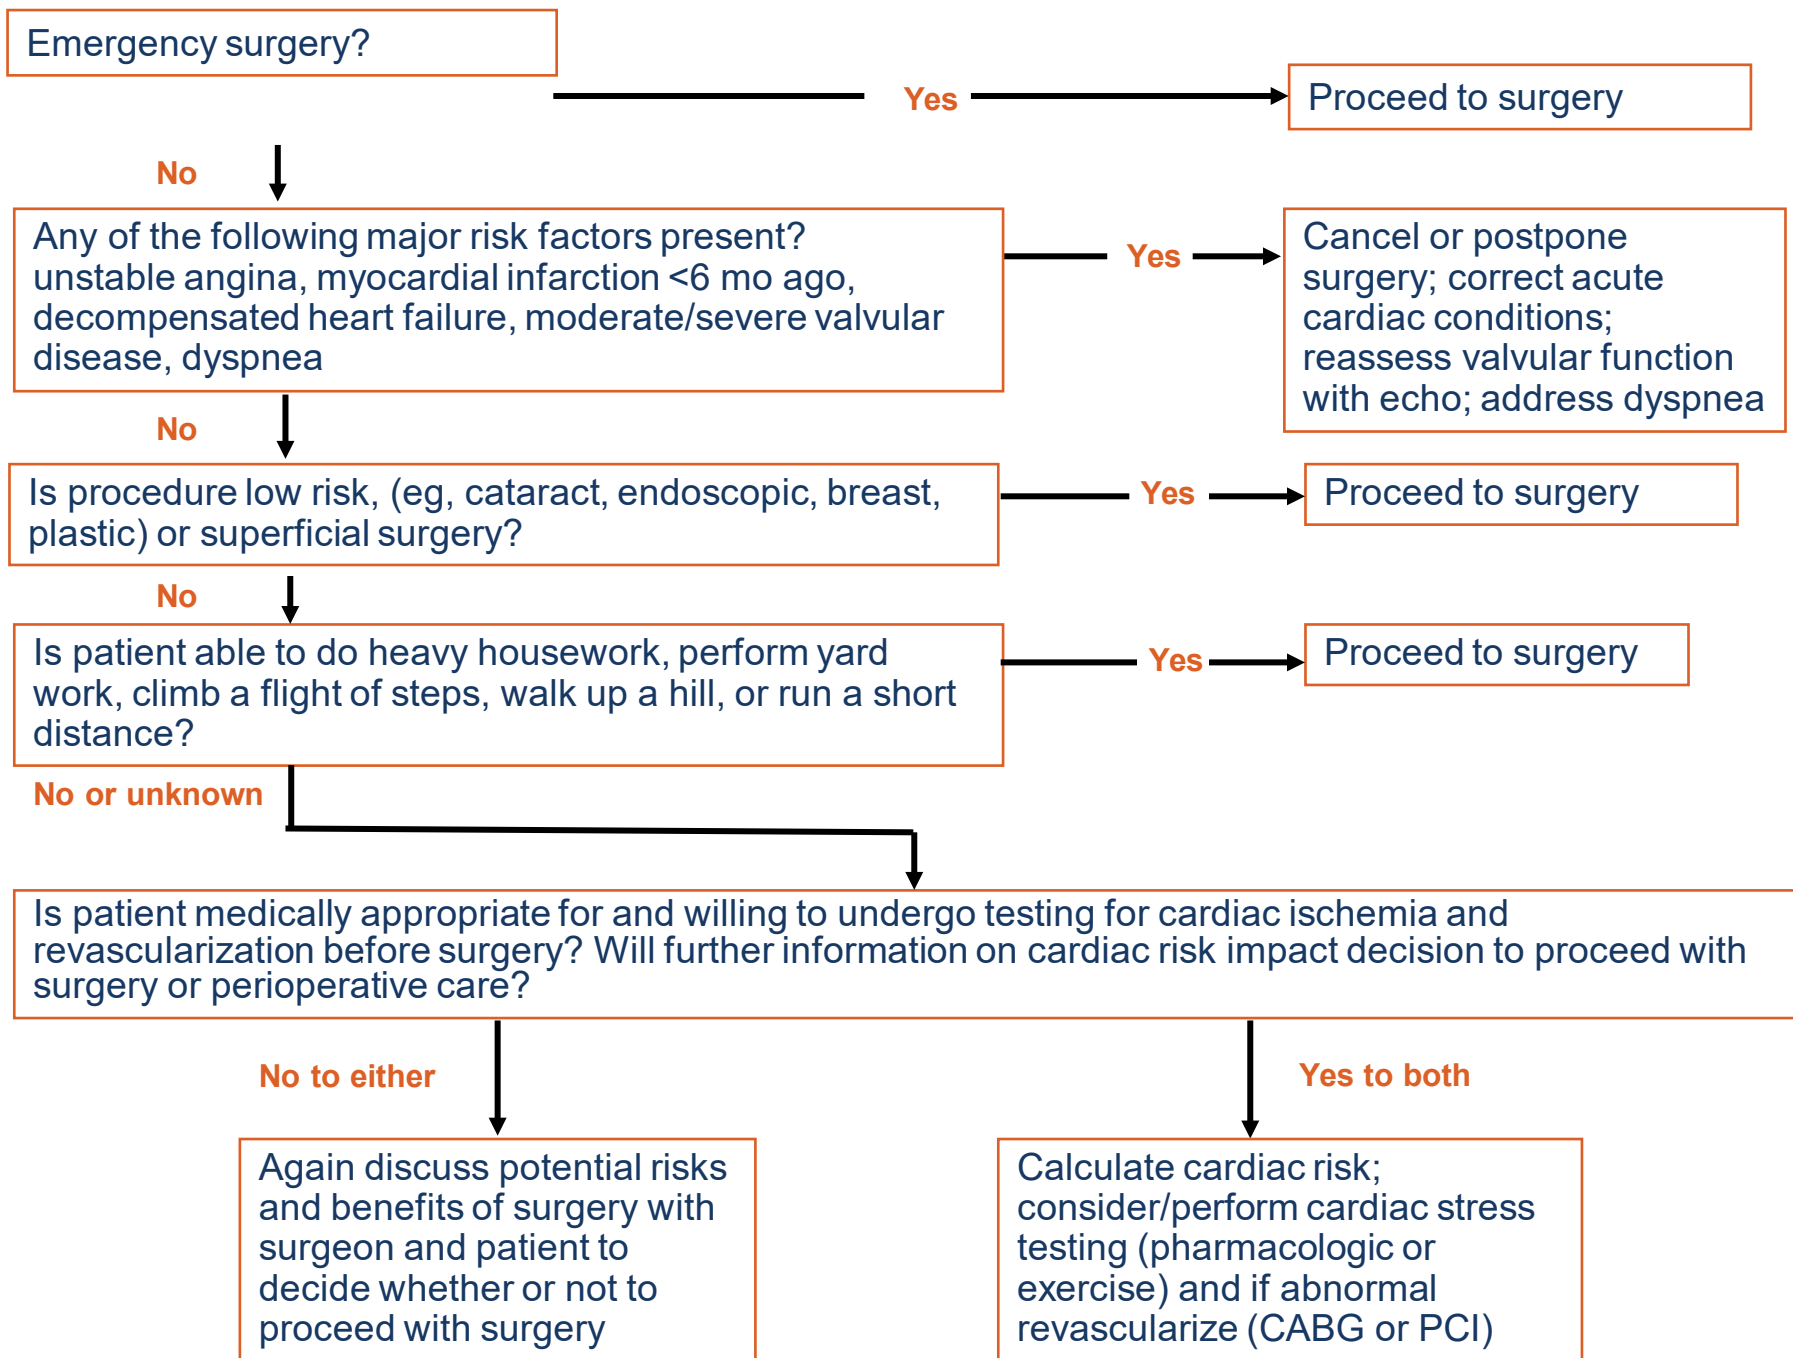 Emergency surgery?
Yes
Proceed to surgery
No
Any of the following major risk factors present?
unstable angina, myocardial infarction <6 mo ago,
decompensated heart failure, moderate/severe valvular
disease, dyspnea
Yes
Cancel or postpone
surgery; correct acute
cardiac conditions;
reassess valvular function
with echo; address dyspnea
No
Is procedure low risk, (eg, cataract, endoscopic, breast,
plastic) or superficial surgery?
Yes
Proceed to surgery
No
Is patient able to do heavy housework, perform yard
work, climb a flight of steps, walk up a hill, or run a short
distance?
Yes
Proceed to surgery
No or unknown
Is patient medically appropriate for and willing to undergo testing for cardiac ischemia and
revascularization before surgery? Will further information on cardiac risk impact decision to proceed with
surgery or perioperative care?
No to either
Yes to both
Again discuss potential risks
and benefits of surgery with
surgeon and patient to
decide whether or not to
proceed with surgery
Calculate cardiac risk;
consider/perform cardiac stress
testing (pharmacologic or
exercise) and if abnormal
revascularize (CABG or PCI)